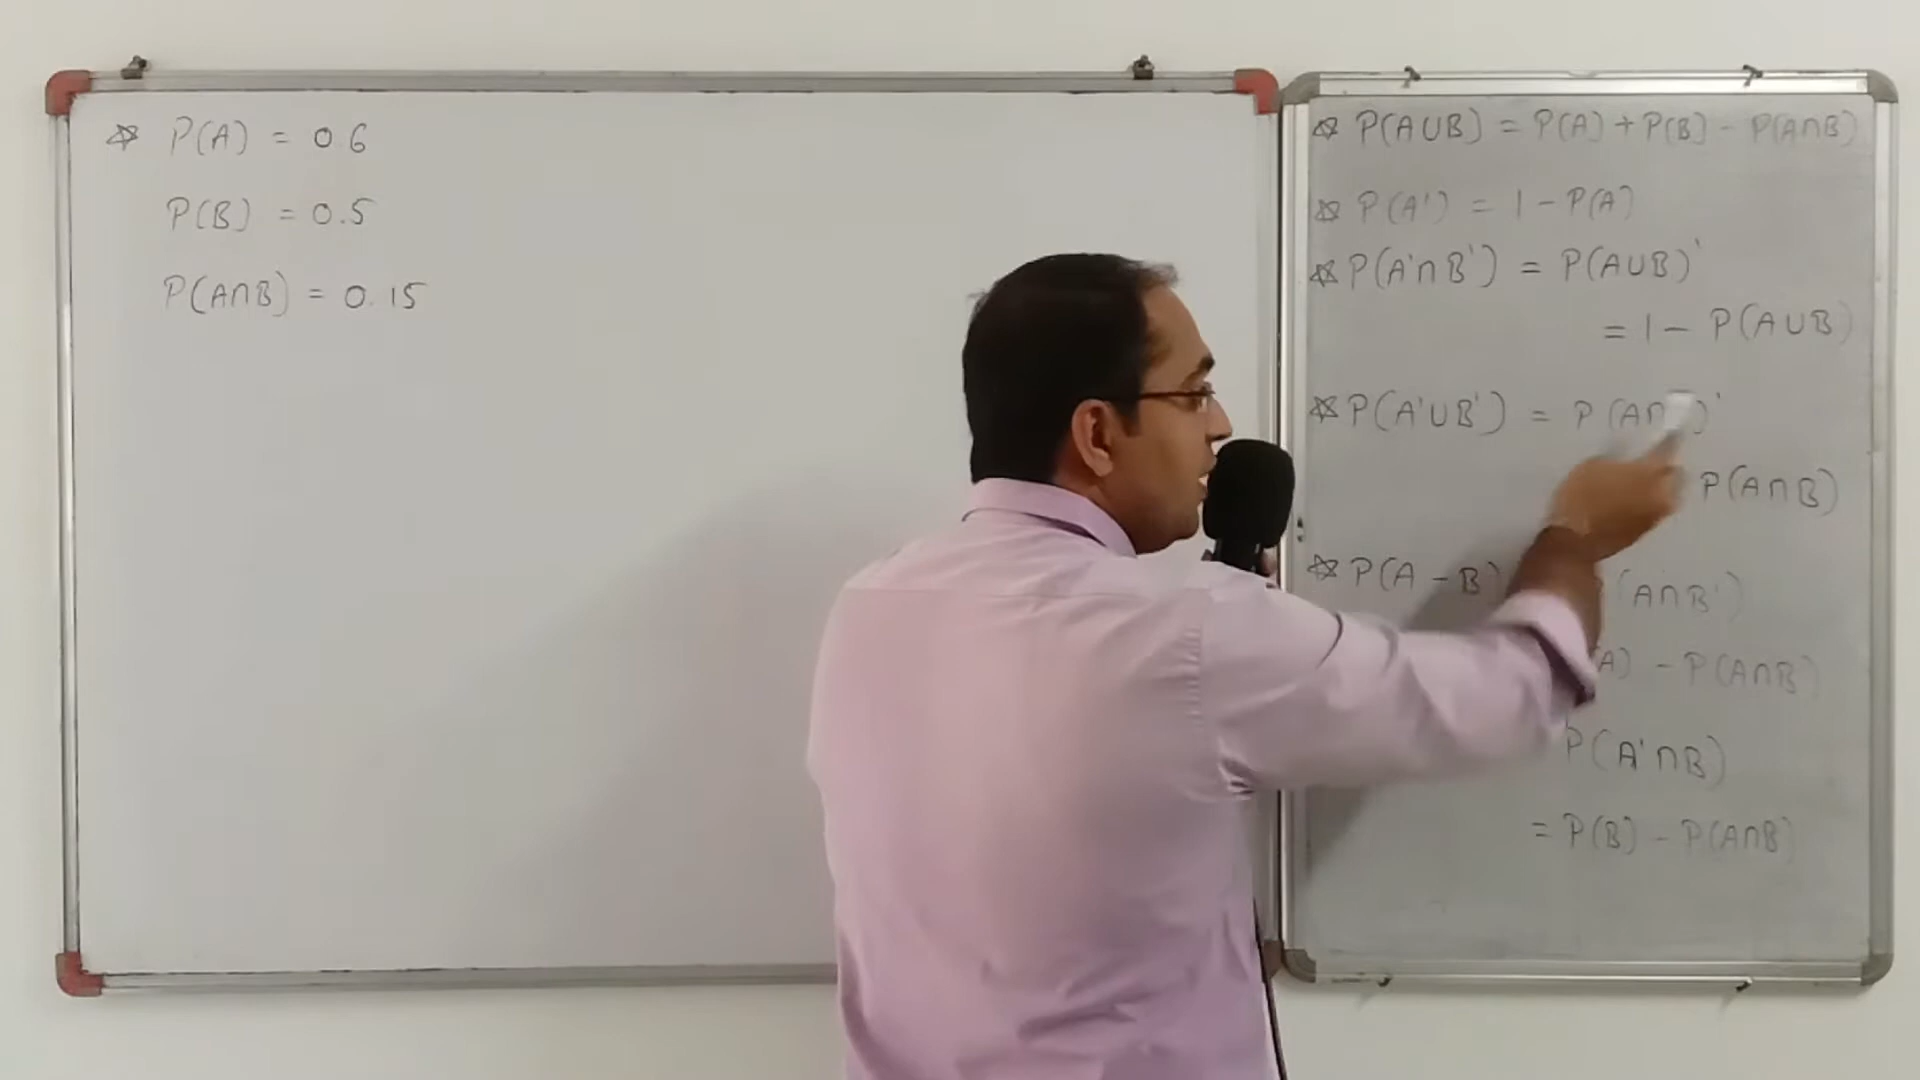 ☆ P(A) = 0.6
P(B) = 0.5
P(A∩B) = 0.15
☆ P(A∪B) = P(A) + P(B) - P(A∩B)
☆ P(A') = 1 - P(A)
☆ P(A'∩B') = P(A∪B)'
= 1 - P(A∪B)
☆ P(A'∪B') = P(A∩ )'
P(A∩B)
☆ P(A - B) (A∩B')
(A) - P(A∩B)
P(A'∩B)
= P(B) - P(A∩B)